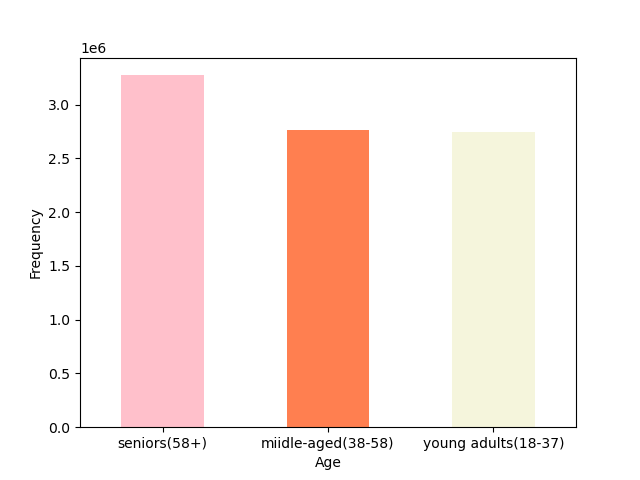 1e6
3.0
2.5
2.0
1.5
1.0
0.5
0.0
Frequency
seniors(58+) miidle-aged(38-58) young adults(18-37)
Age